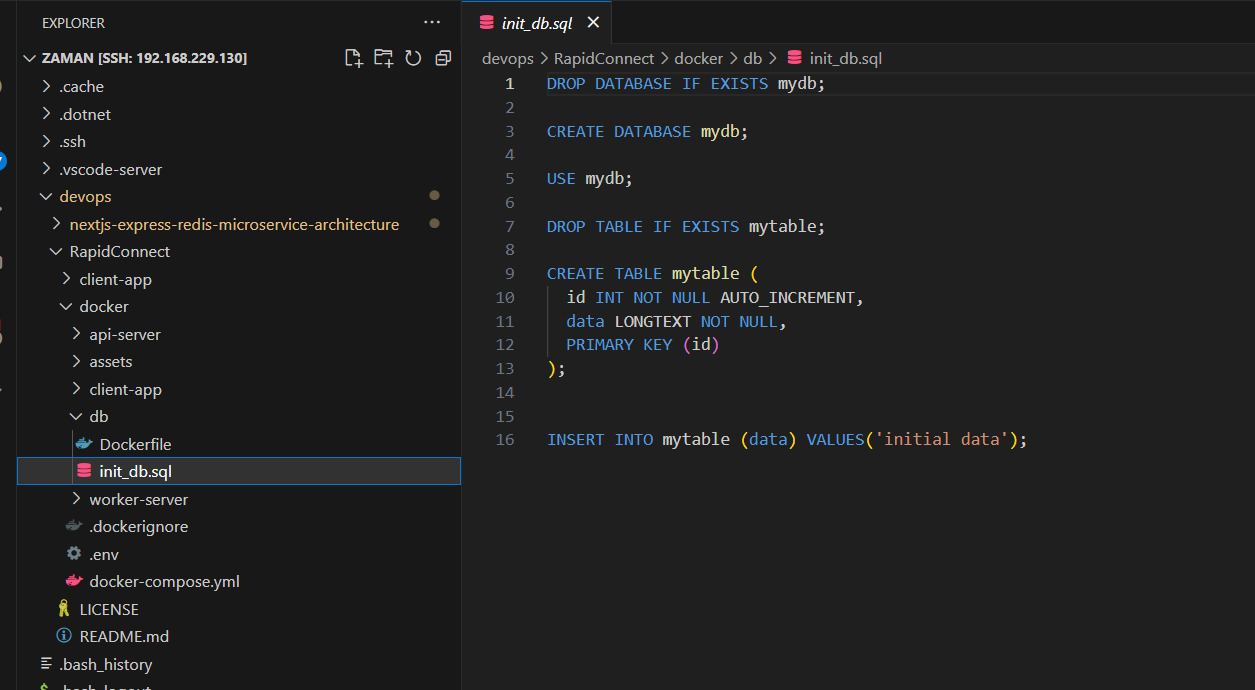 EXPLORER
ZAMAN [SSH: 192.168.229.130]
.cache
.dotnet
.ssh
.vscode-server
devops
nextjs-express-redis-microservice-architecture
RapidConnect
client-app
docker
api-server
assets
client-app
db
Dockerfile
init_db.sql
worker-server
.dockerignore
.env
docker-compose.yml
LICENSE
README.md
.bash_history
.bash_logout
init_db.sql
devops > RapidConnect > docker > db > init_db.sql
1 DROP DATABASE IF EXISTS mydb;
2
3 CREATE DATABASE mydb;
4
5 USE mydb;
6
7 DROP TABLE IF EXISTS mytable;
8
9 CREATE TABLE mytable (
10 id INT NOT NULL AUTO_INCREMENT,
11 data LONGTEXT NOT NULL,
12 PRIMARY KEY (id)
13 );
14
15
16 INSERT INTO mytable (data) VALUES('initial data');